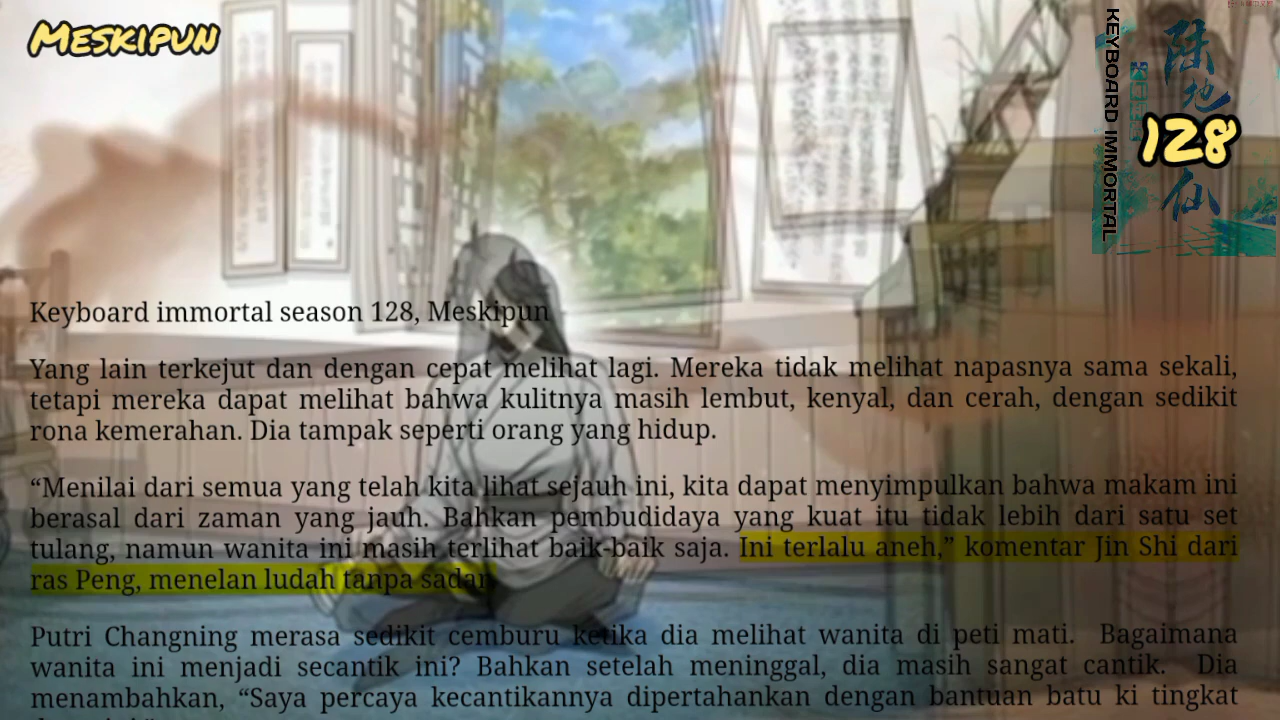 Meskipun
KEYBOARD IMMORTAL
陸地
仙
128
Keyboard immortal season 128, Meskipun
Yang lain terkejut dan dengan cepat melihat lagi. Mereka tidak melihat napasnya sama sekali,
tetapi mereka dapat melihat bahwa kulitnya masih lembut, kenyal, dan cerah, dengan sedikit
rona kemerahan. Dia tampak seperti orang yang hidup.
“Menilai dari semua yang telah kita lihat sejauh ini, kita dapat menyimpulkan bahwa makam ini
berasal dari zaman yang jauh. Bahkan pembudidaya yang kuat itu tidak lebih dari satu set
tulang, namun wanita ini masih terlihat baik-baik saja. Ini terlalu aneh,” komentar Jin Shi dari
ras Peng, menelan ludah tanpa sadar.
Putri Changning merasa sedikit cemburu ketika dia melihat wanita di peti mati. Bagaimana
wanita ini menjadi secantik ini? Bahkan setelah meninggal, dia masih sangat cantik. Dia
menambahkan, “Saya percaya kecantikannya dipertahankan dengan bantuan batu ki tingkat